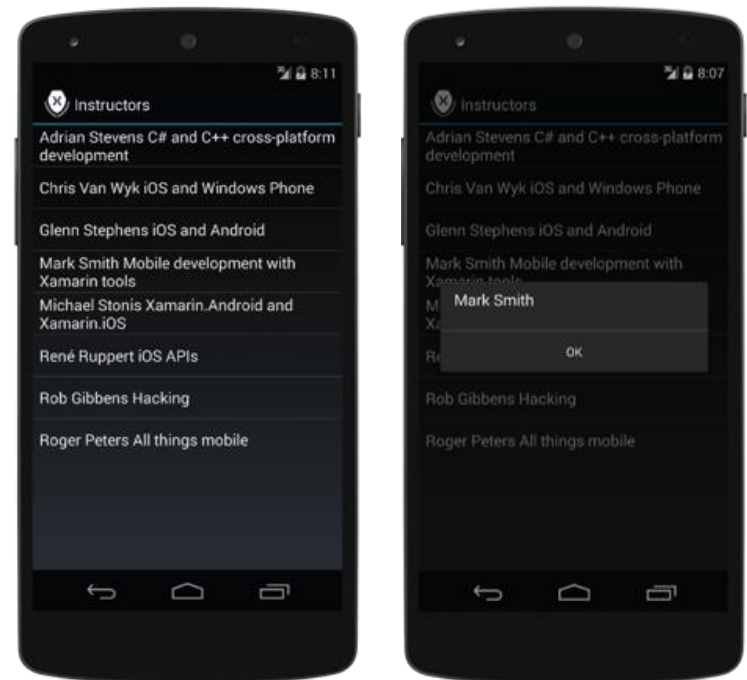 8:11
Instructors
Adrian Stevens C# and C++ cross-platform
development
Chris Van Wyk iOS and Windows Phone
Glenn Stephens iOS and Android
Mark Smith Mobile development with
Xamarin tools
Michael Stonis Xamarin.Android and
Xamarin.iOS
René Ruppert iOS APIs
Rob Gibbens Hacking
Roger Peters All things mobile
8:07
Instructors
Adrian Stevens C# and C++ cross-platform
development
Chris Van Wyk iOS and Windows Phone
Glenn Stephens iOS and Android
Mark Smith Mobile development with
Xamarin tools
Mark Smith
OK
Rob Gibbens Hacking
Roger Peters All things mobile